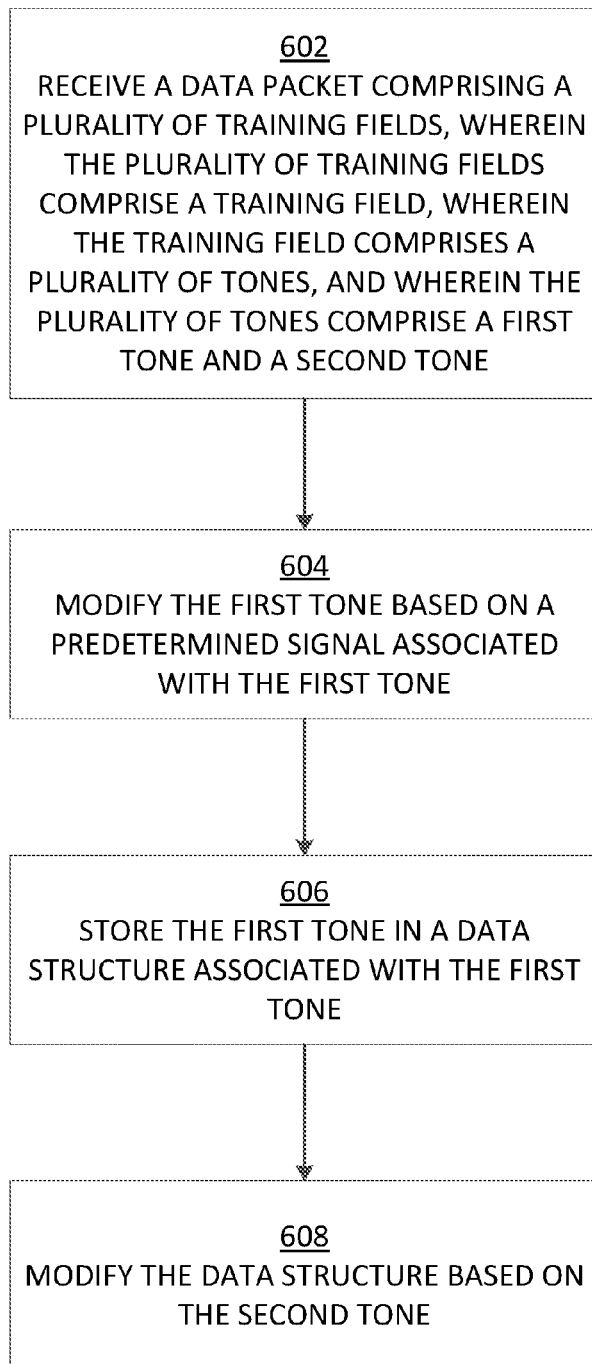 602
RECEIVE A DATA PACKET COMPRISING A
PLURALITY OF TRAINING FIELDS, WHEREIN
THE PLURALITY OF TRAINING FIELDS
COMPRISE A TRAINING FIELD, WHEREIN
THE TRAINING FIELD COMPRISES A
PLURALITY OF TONES, AND WHEREIN THE
PLURALITY OF TONES COMPRISE A FIRST
TONE AND A SECOND TONE
604
MODIFY THE FIRST TONE BASED ON A
PREDETERMINED SIGNAL ASSOCIATED
WITH THE FIRST TONE
606
STORE THE FIRST TONE IN A DATA
STRUCTURE ASSOCIATED WITH THE FIRST
TONE
608
MODIFY THE DATA STRUCTURE BASED ON
THE SECOND TONE